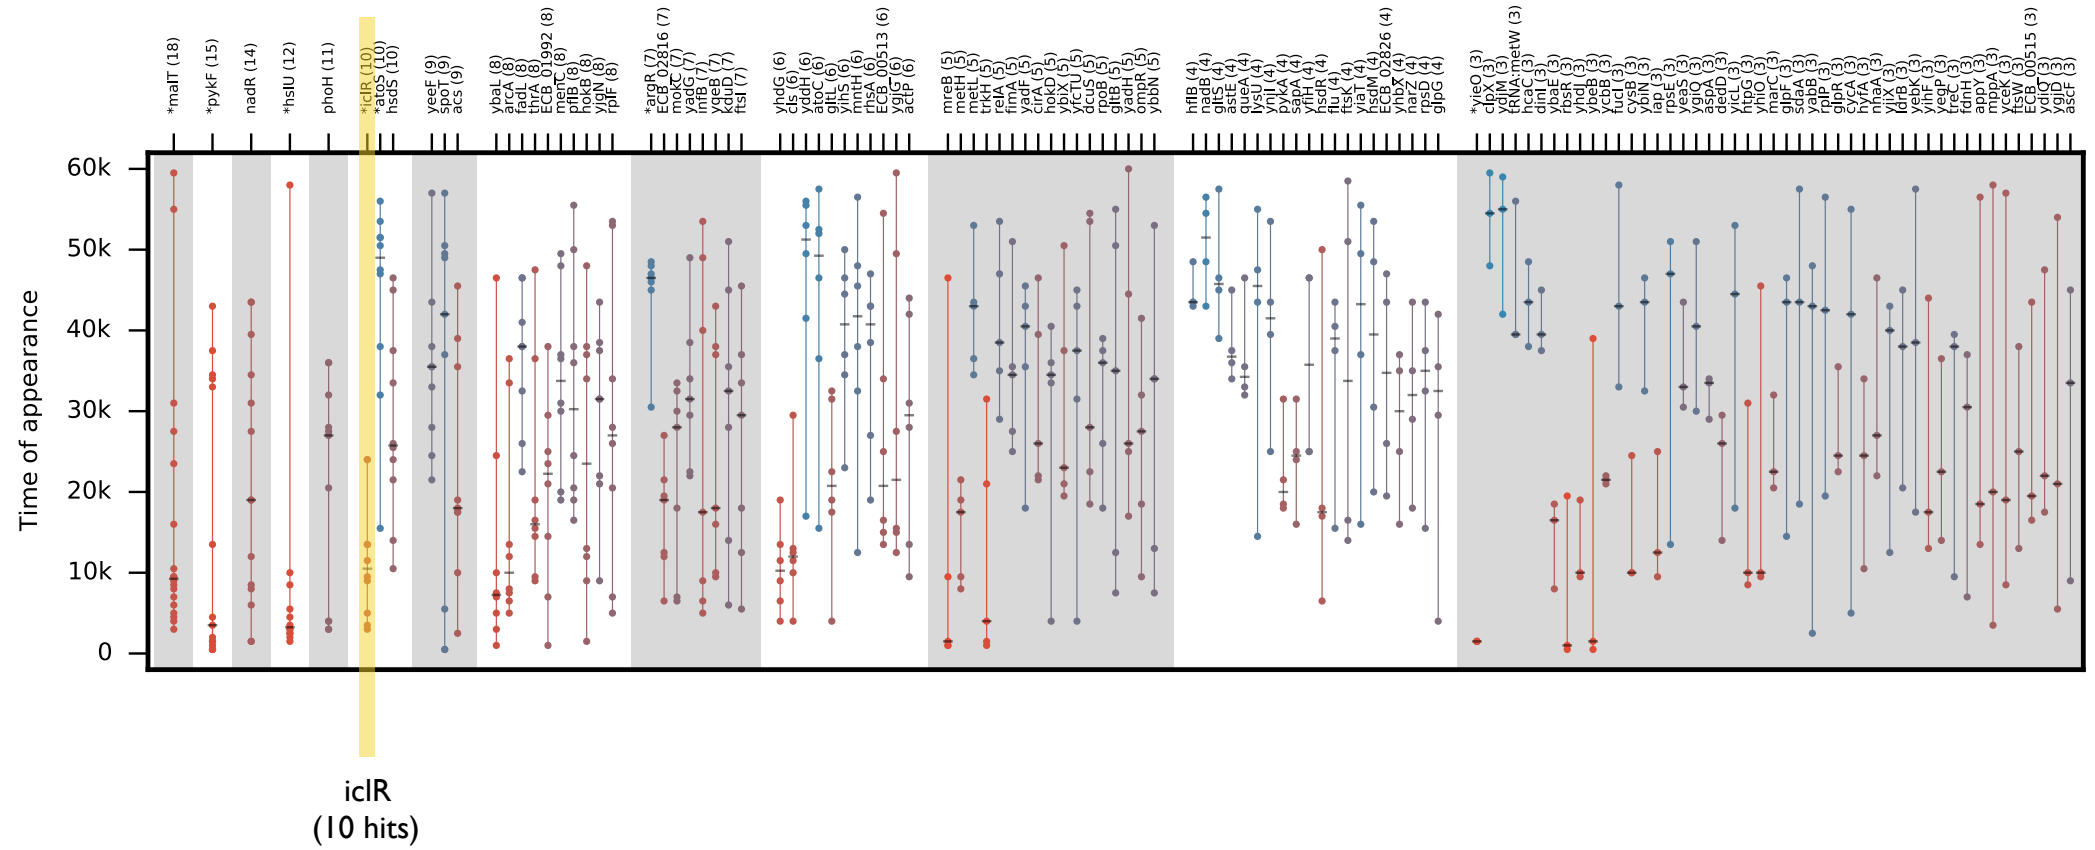 *malT (18)
*pykF (15)
nadR (14)
*hslU (12)
phoH (11)
*iclR (10)
*atoS (10)
hsdS (10)
yeeF (9)
spoT (9)
acs (9)
ybaL (8)
arcA (8)
fadL (8)
thrA (8)
ECB_01992 (8)
menC (8)
pflB (8)
hokB (8)
yigN (8)
rplF (8)
*argR (7)
ECB_02816 (7)
mokC (7)
yadG (7)
infB (7)
yqeB (7)
kduD (7)
ftsI (7)
yhdG (6)
cls (6)
yddH (6)
atoC (6)
gltL (6)
yihS (6)
mntH (6)
rhsA (6)
ECB_00513 (6)
yqjG (6)
actP (6)
mreB (5)
metH (5)
metL (5)
trkH (5)
relA (5)
fimA (5)
yadF (5)
cirA (5)
hypD (5)
ybiX (5)
yfcTU (5)
dcuS (5)
rpoB (5)
gltB (5)
yadH (5)
ompR (5)
ybbN (5)
hflB (4)
nadB (4)
gltS (4)
astE (4)
queA (4)
lysU (4)
ynjI (4)
pykA (4)
sapA (4)
yfiH (4)
hsdR (4)
flu (4)
ftsK (4)
yiaT (4)
hsdM (4)
ECB_02826 (4)
yhbX (4)
narZ (4)
rpsD (4)
glpG (4)
*yieO (3)
clpX (3)
ydjM (3)
tRNA:metW (3)
hcaC (3)
dinI (3)
ybaE (3)
rbsR (3)
yhdJ (3)
ybeB (3)
ycbB (3)
fucI (3)
cysB (3)
ybiN (3)
iap (3)
rpsE (3)
yeaS (3)
ygiQ (3)
aspA (3)
dedD (3)
yicL (3)
htpG (3)
yhiO (3)
marC (3)
glpF (3)
sdaA (3)
yabB (3)
rplP (3)
glpR (3)
cycA (3)
hyfA (3)
nhaA (3)
yjiX (3)
ldrB (3)
yebK (3)
yihF (3)
yegP (3)
treC (3)
fdnH (3)
appY (3)
mppA (3)
yceK (3)
ftsW (3)
ECB_00515 (3)
ydiQ (3)
ygjD (3)
ascF (3)
Time of appearance
60k
50k
40k
30k
20k
10k
0
iclR
(10 hits)